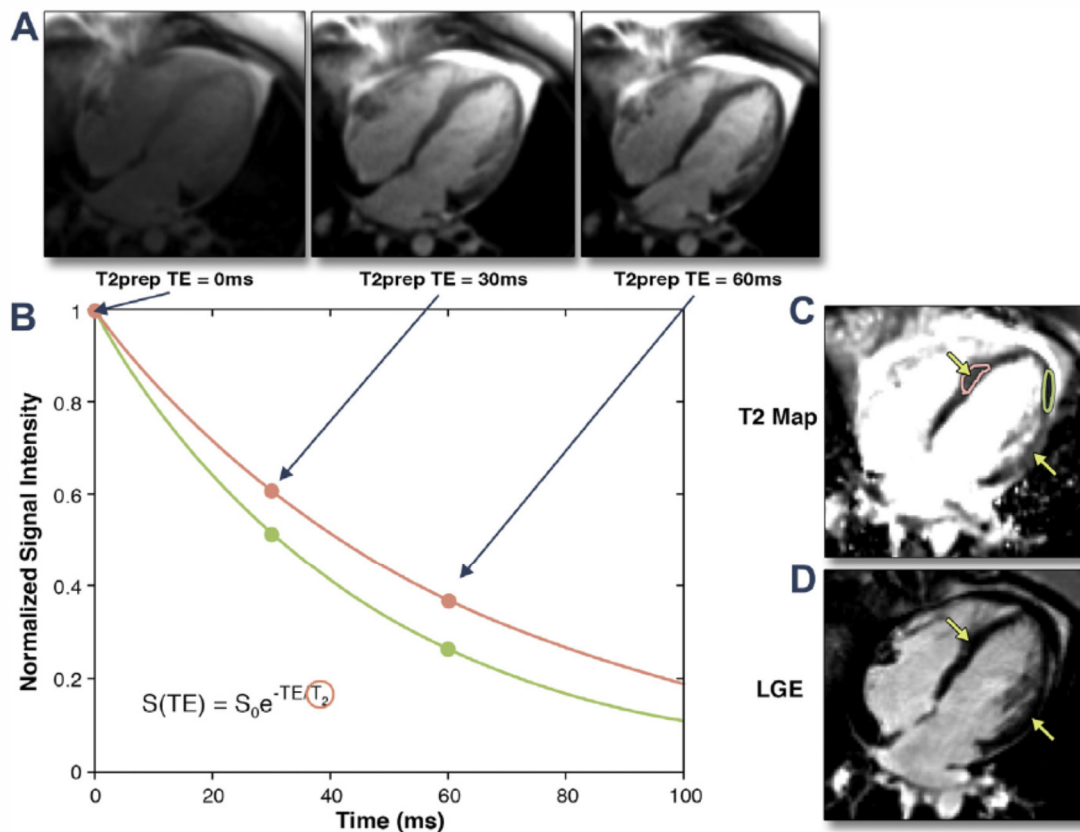 A
T2prep TE = 0ms
T2prep TE = 30ms
T2prep TE = 60ms
B
Normalized Signal Intensity
1
0.8
0.6
0.4
0.2
0
S(TE) = S₀e^-TE/T₂
0
20
40
60
80
100
Time (ms)
C
T2 Map
D
LGE